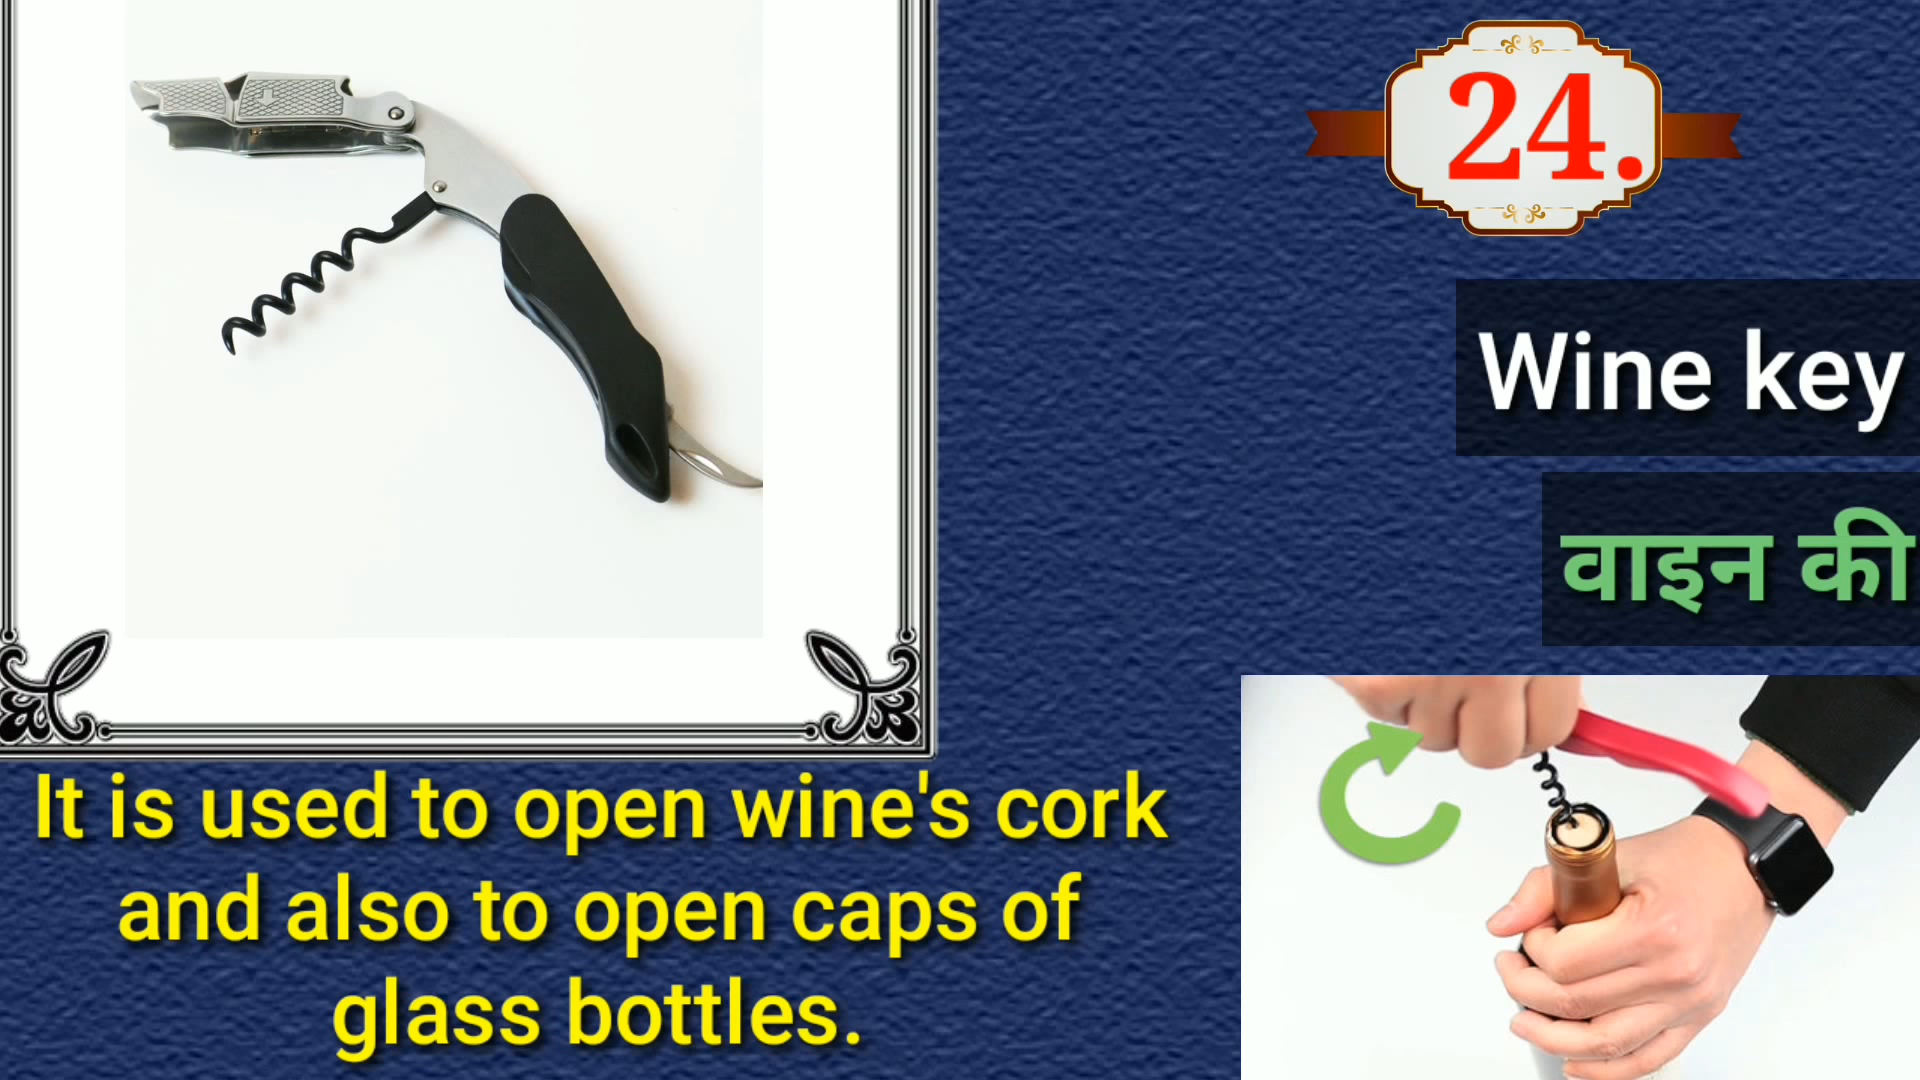 24.
Wine key
वाइन की
It is used to open wine's cork
and also to open caps of
glass bottles.